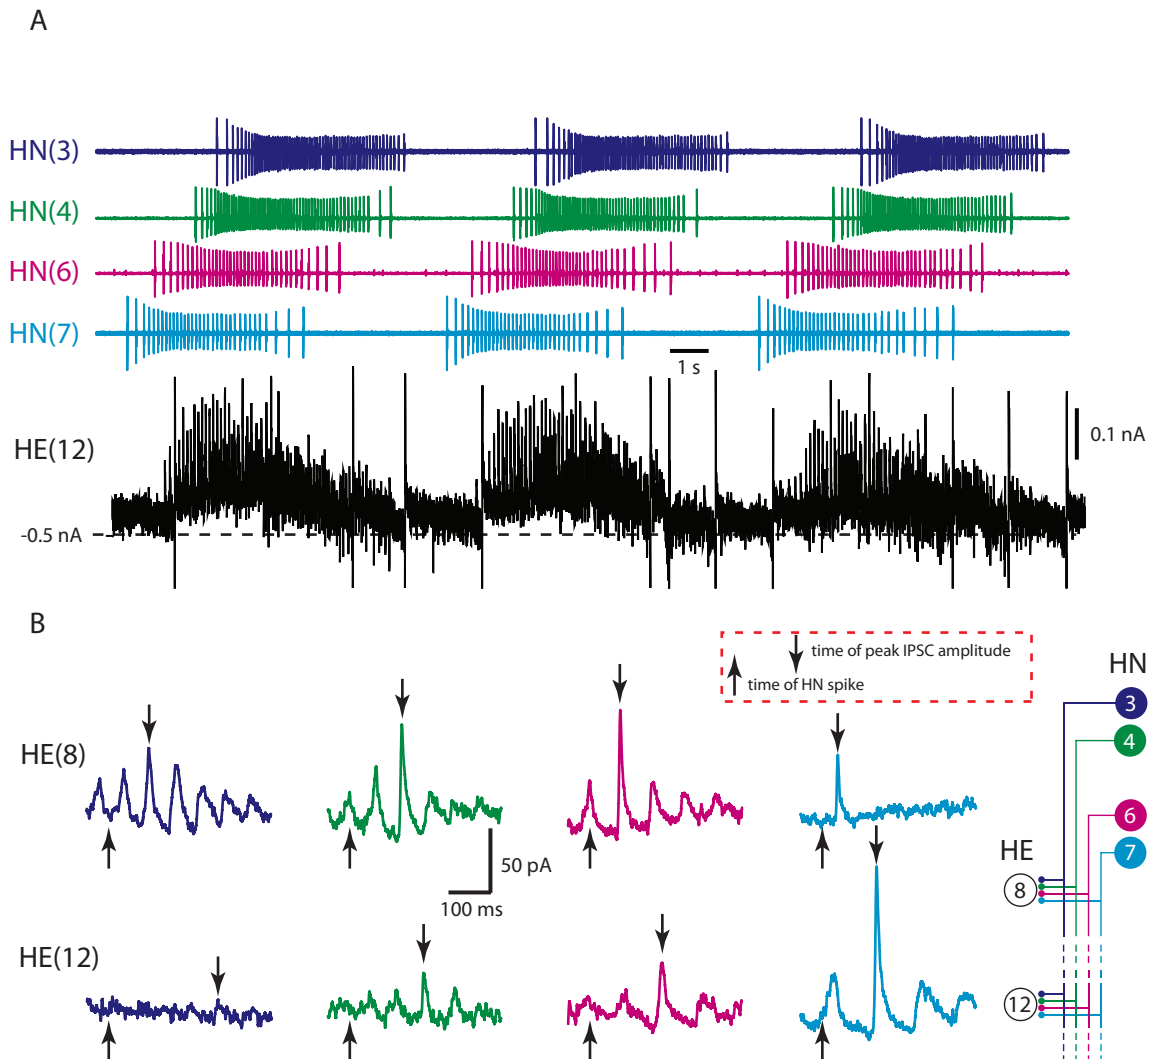 A
HN(3)
HN(4)
HN(6)
HN(7)
1 s
HE(12)
0.1 nA
-0.5 nA
B
time of peak IPSC amplitude
time of HN spike
HN
3
4
6
7
HE
8
12
HE(8)
50 pA
100 ms
HE(12)